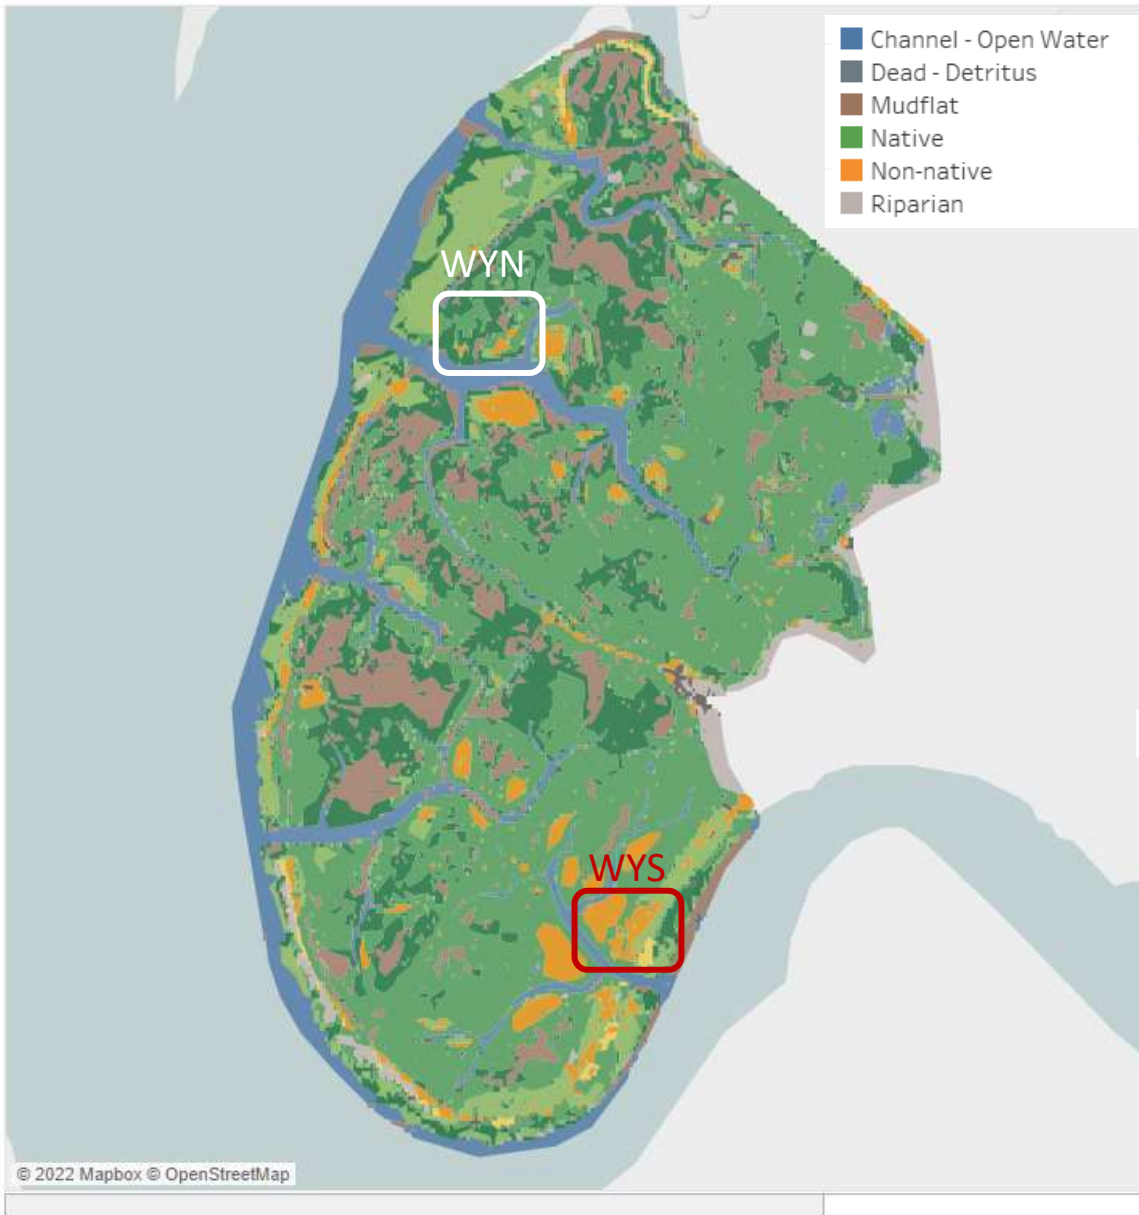 Channel - Open Water
Dead - Detritus
Mudflat
Native
Non-native
Riparian
WYN
WYS
© 2022 Mapbox © OpenStreetMap